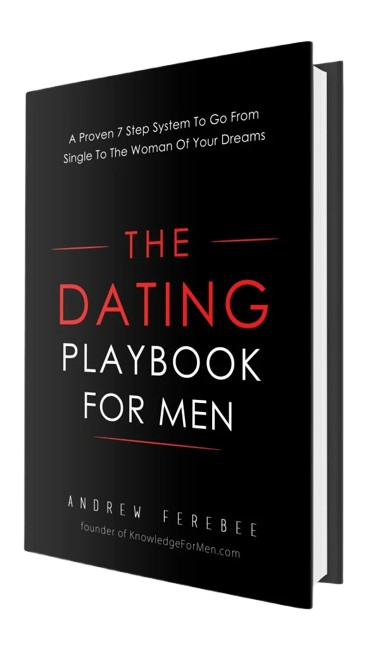 A Proven 7 Step System To Go From
Single To The Woman Of Your Dreams
THE
DATING
PLAYBOOK
FOR MEN
ANDREW FEREBEE
founder of KnowledgeForMen.com